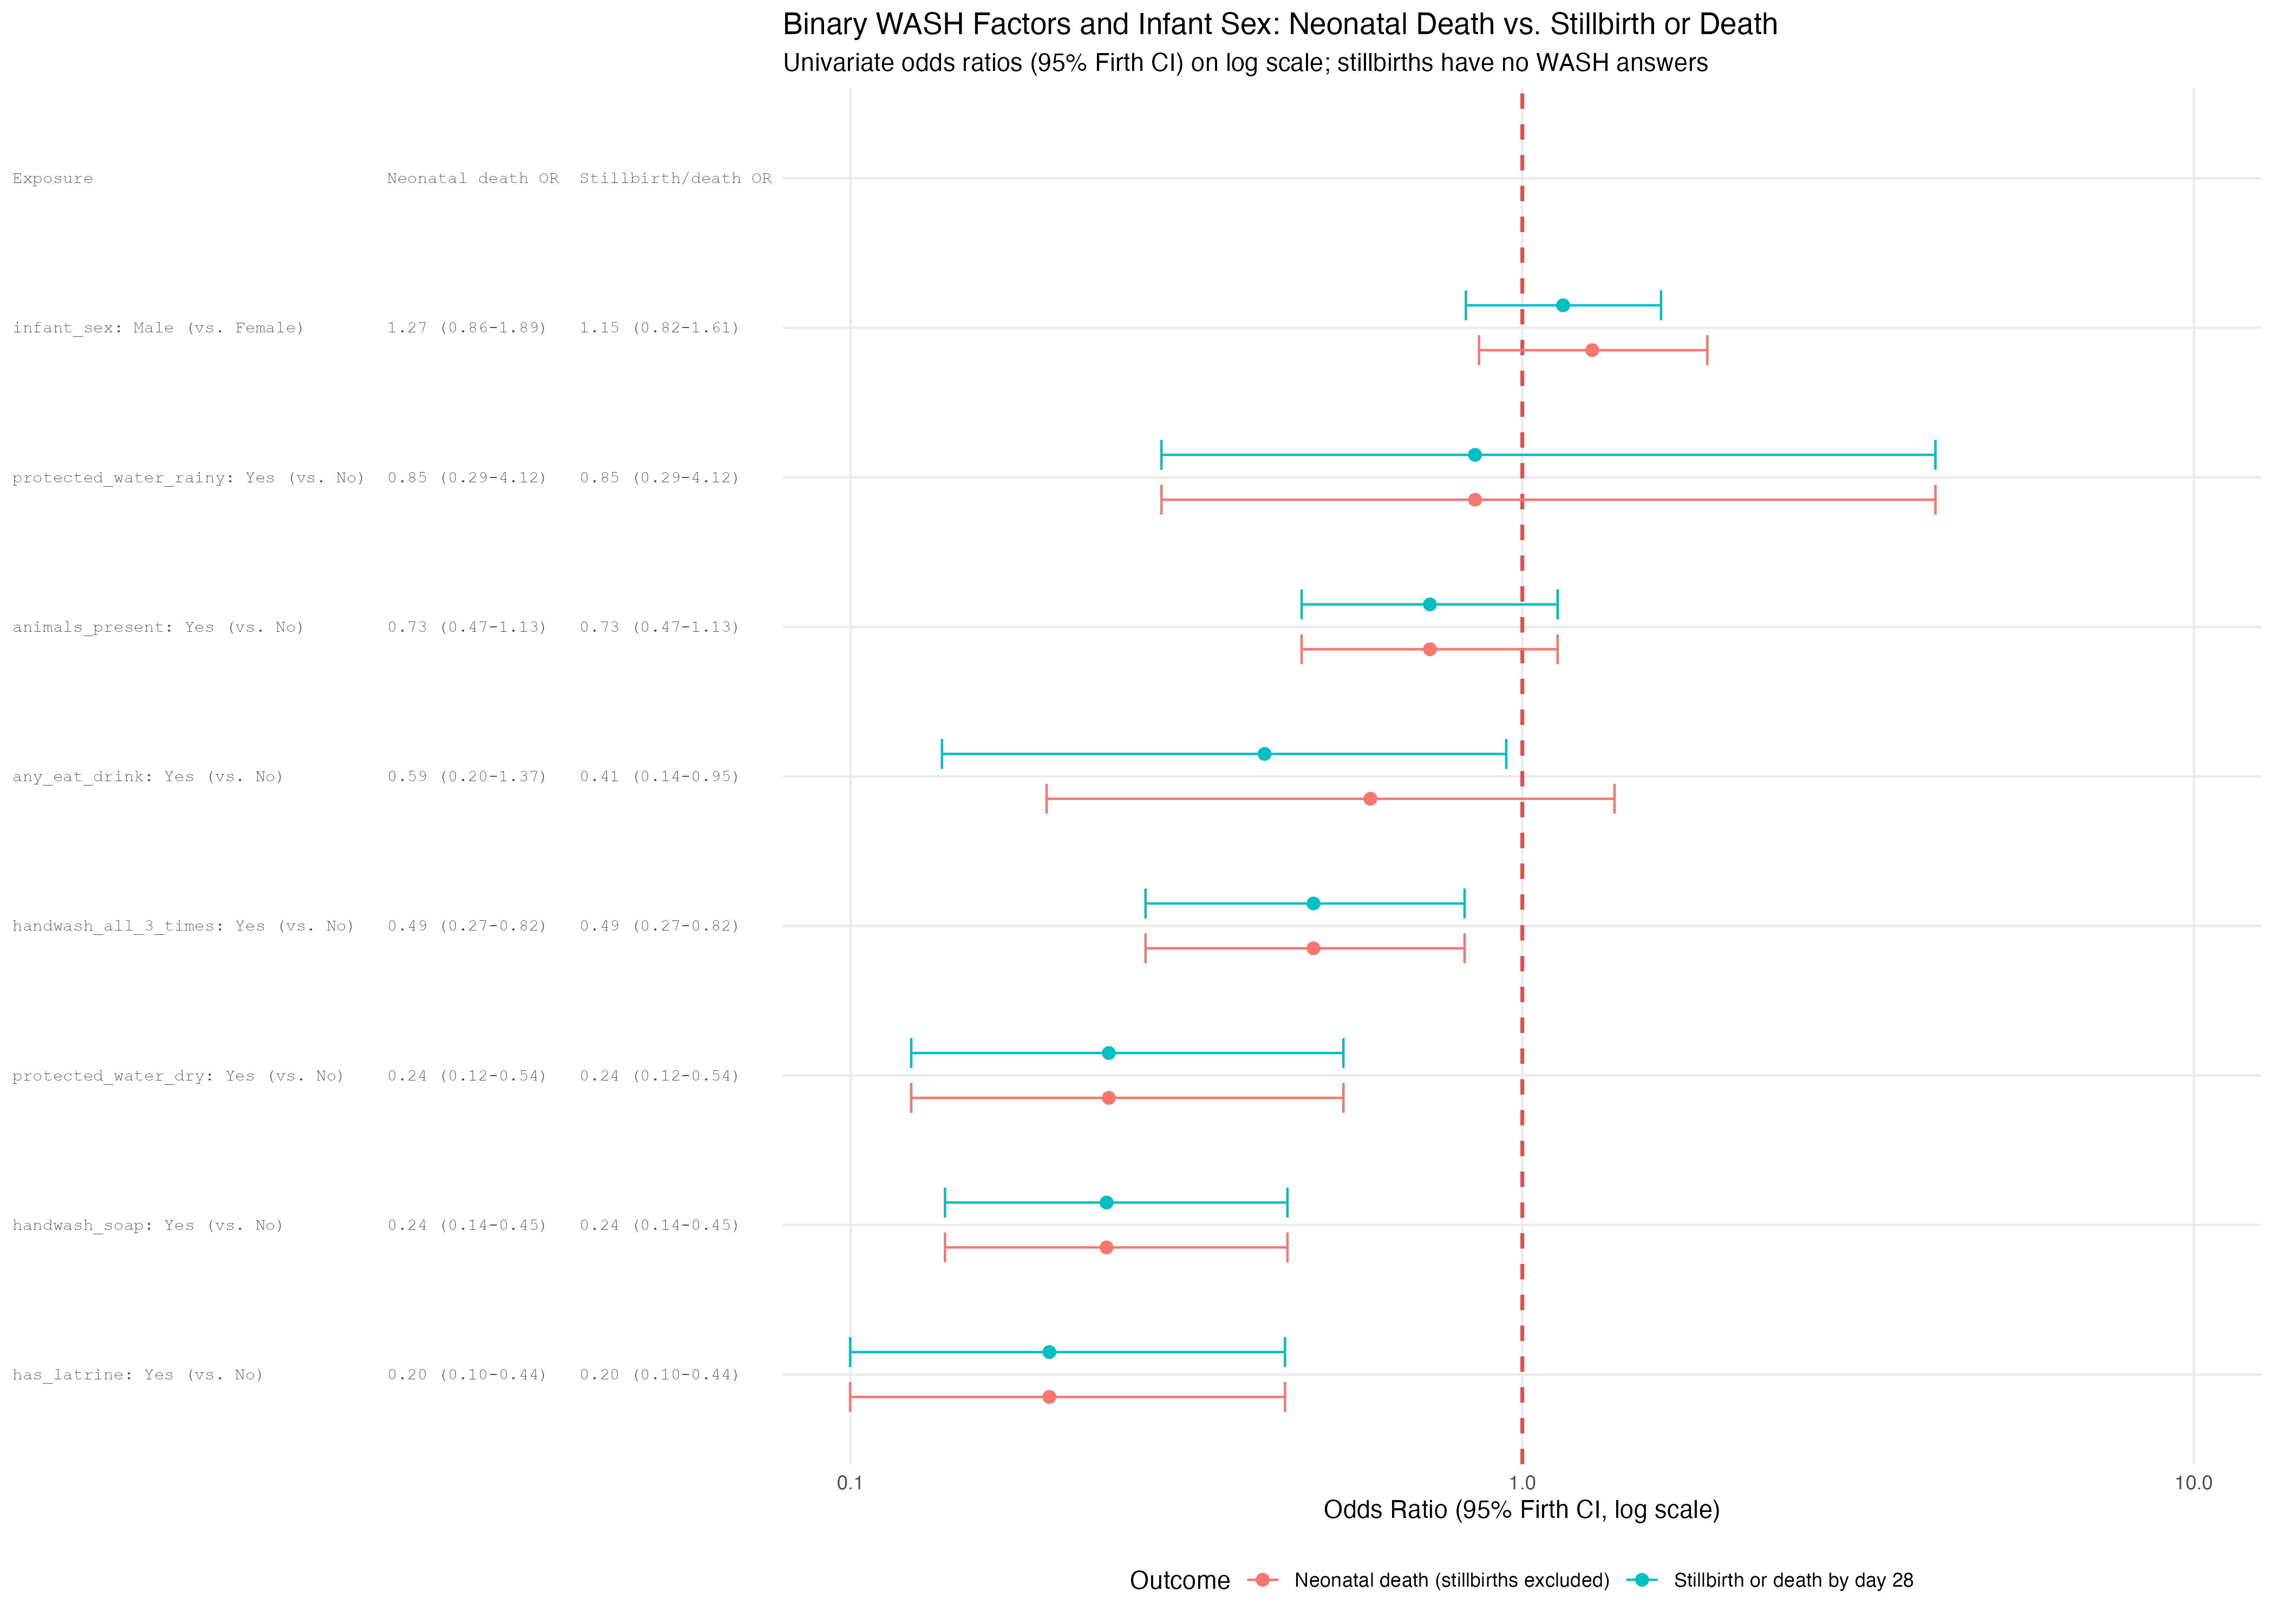 Binary WASH Factors and Infant Sex: Neonatal Death vs. Stillbirth or Death
Univariate odds ratios (95% Firth CI) on log scale; stillbirths have no WASH answers
Exposure Neonatal death OR Stillbirth/death OR
infant_sex: Male (vs. Female) 1.27 (0.86-1.89) 1.15 (0.82-1.61)
protected_water_rainy: Yes (vs. No) 0.85 (0.29-4.12) 0.85 (0.29-4.12)
animals_present: Yes (vs. No) 0.73 (0.47-1.13) 0.73 (0.47-1.13)
any_eat_drink: Yes (vs. No) 0.59 (0.20-1.37) 0.41 (0.14-0.95)
handwash_all_3_times: Yes (vs. No) 0.49 (0.27-0.82) 0.49 (0.27-0.82)
protected_water_dry: Yes (vs. No) 0.24 (0.12-0.54) 0.24 (0.12-0.54)
handwash_soap: Yes (vs. No) 0.24 (0.14-0.45) 0.24 (0.14-0.45)
has_latrine: Yes (vs. No) 0.20 (0.10-0.44) 0.20 (0.10-0.44)
0.1 1.0 10.0
Odds Ratio (95% Firth CI, log scale)
Outcome Neonatal death (stillbirths excluded) Stillbirth or death by day 28